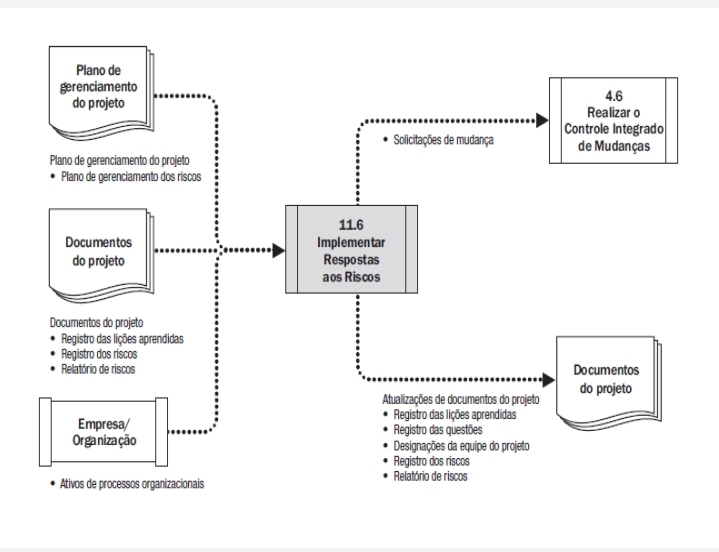 Plano de
gerenciamento
do projeto
Plano de gerenciamento do projeto
• Plano de gerenciamento dos riscos
Documentos
do projeto
Documentos do projeto
• Registro das lições aprendidas
• Registro dos riscos
• Relatório de riscos
Empresa/
Organização
• Ativos de processos organizacionais
11.6
Implementar
Respostas
aos Riscos
• Solicitações de mudança
4.6
Realizar o
Controle Integrado
de Mudanças
Documentos
do projeto
Atualizações de documentos do projeto
• Registro das lições aprendidas
• Registro das questões
• Designações da equipe do projeto
• Registro dos riscos
• Relatório de riscos